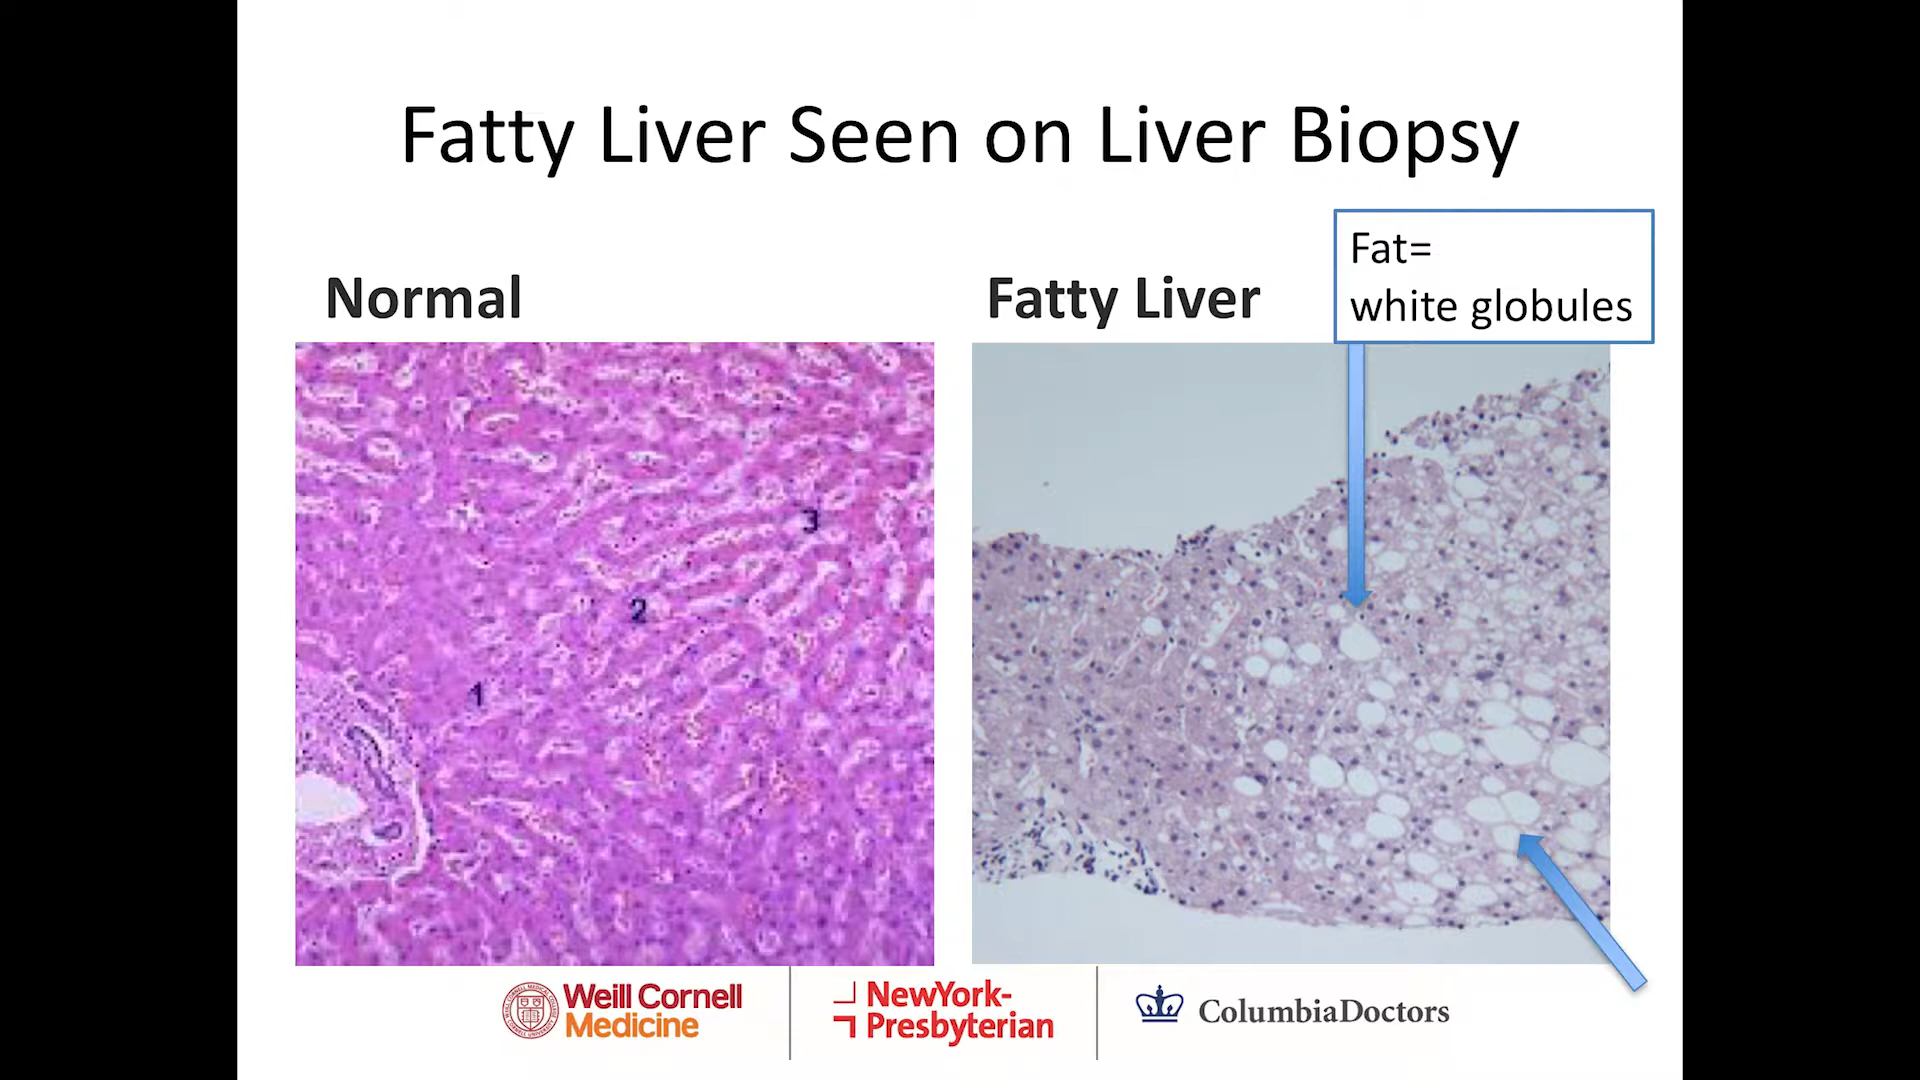 Fatty Liver Seen on Liver Biopsy
Normal
Fatty Liver
Fat=
white globules
3
2
1
Weill Cornell
Medicine
NewYork-
Presbyterian
ColumbiaDoctors